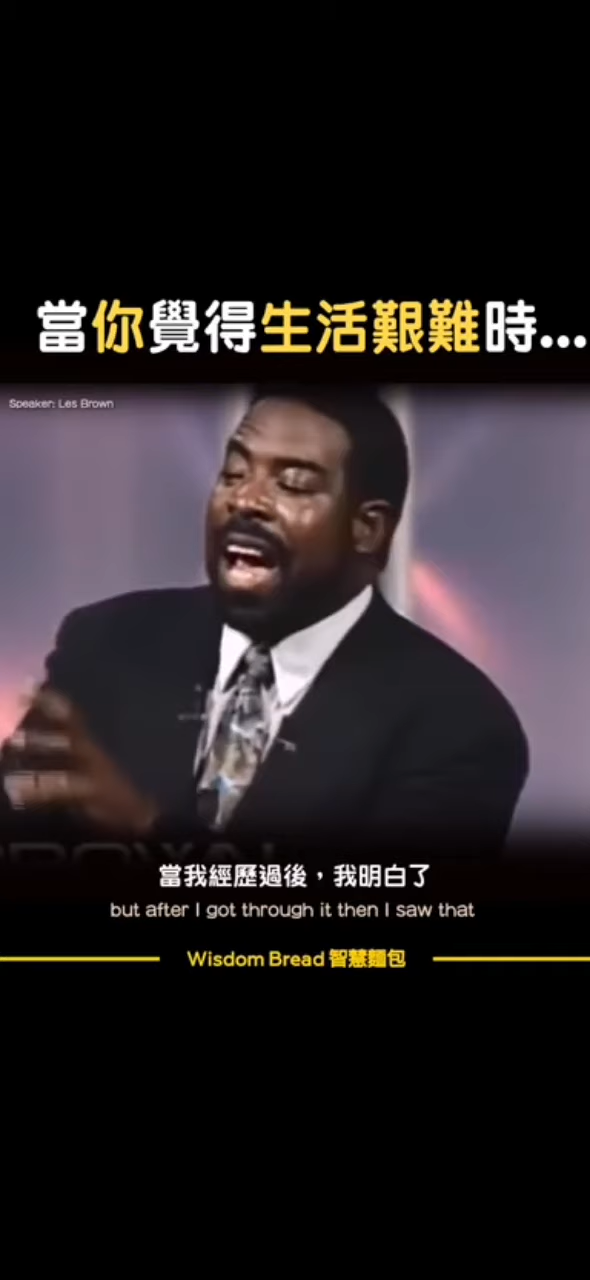 當你覺得生活艱難時...
Speaker: Les Brown
當我經歷過後，我明白了
but after I got through it then I saw that
Wisdom Bread 智慧麵包